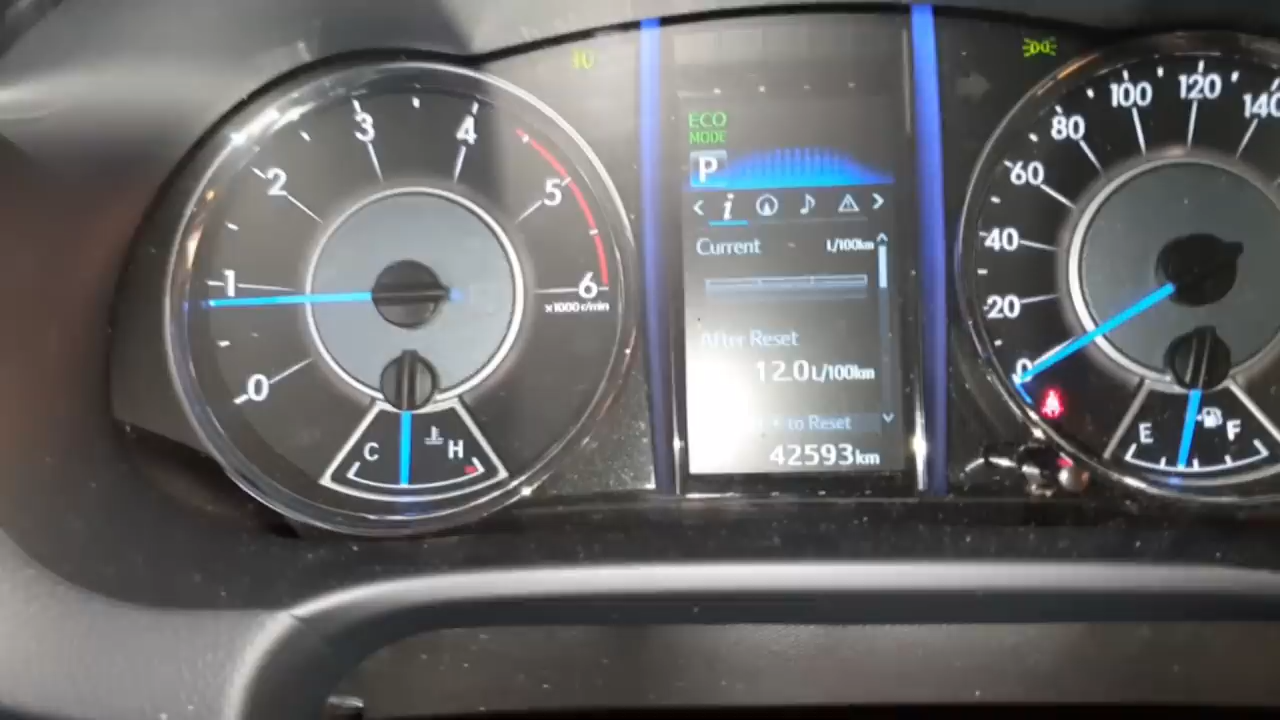 0
1
2
3
4
5
6
x1000 r/min
C
H
ECO
MODE
P
i
Current
L/100km
After Reset
12.0 L/100km
to Reset
42593 km
0
20
40
60
80
100
120
140
E
F